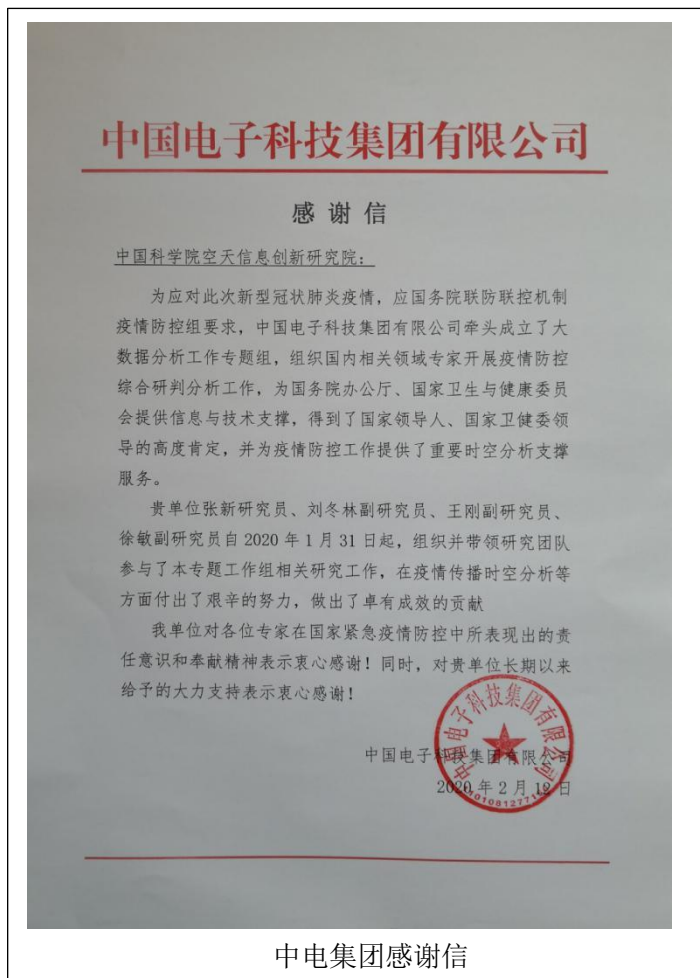 中国电子科技集团有限公司
感谢信
中国科学院空天信息创新研究院：
为应对此次新型冠状肺炎疫情，应国务院联防联控机制
疫情防控组要求，中国电子科技集团有限公司牵头成立了大
数据分析工作专题组，组织国内相关领域专家开展疫情防控
综合研判分析工作，为国务院办公厅、国家卫生与健康委员
会提供信息与技术支撑，得到了国家领导人、国家卫健委领
导的高度肯定，并为疫情防控工作提供了重要时空分析支撑
服务。
贵单位张新研究员、刘冬林副研究员、王刚副研究员、
徐敏副研究员自2020年1月31日起，组织并带领研究团队
参与了本专题工作组相关研究工作，在疫情传播时空分析等
方面付出了艰辛的努力，做出了卓有成效的贡献
我单位对各位专家在国家紧急疫情防控中所表现出的责
任意识和奉献精神表示衷心感谢！同时，对贵单位长期以来
给予的大力支持表示衷心感谢！
中国电子科技集团有限公司
2020年2月12日
中国电子科技集团有限公司
中电集团感谢信